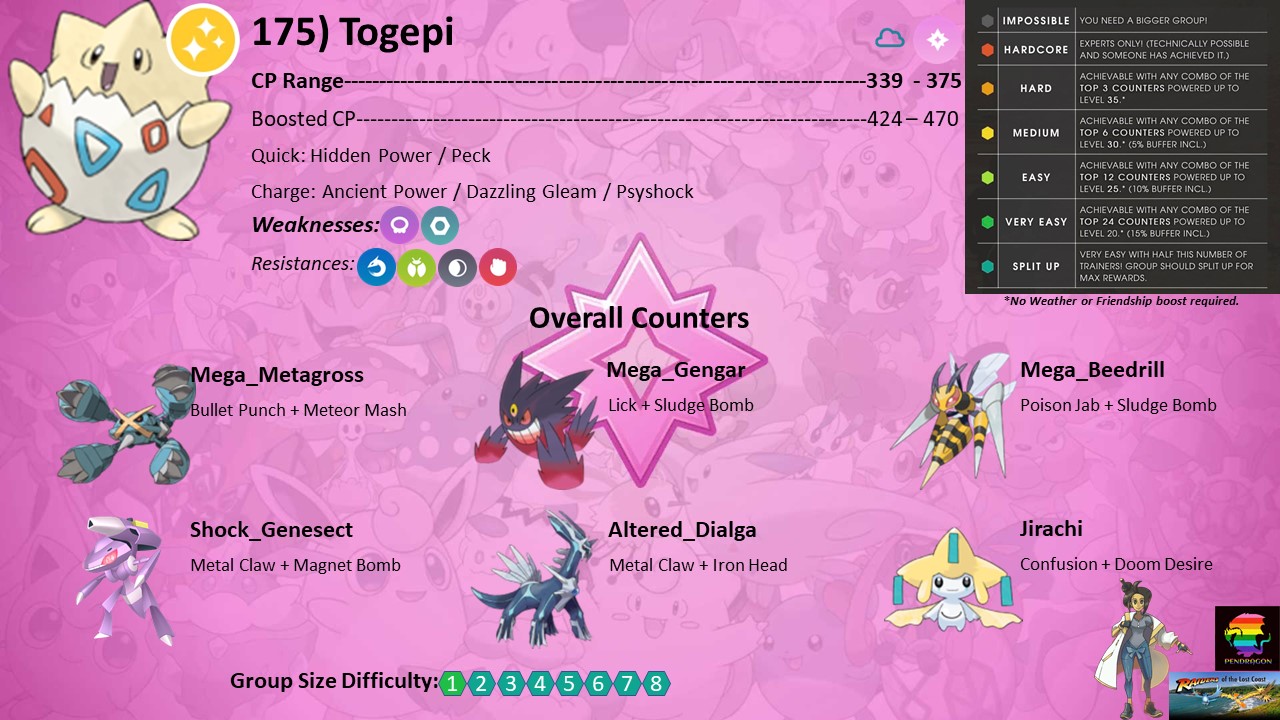 175) Togepi
CP Range--------------------------------------------------------------------------339 - 375
Boosted CP------------------------------------------------------------------------424 – 470
Quick: Hidden Power / Peck
Charge: Ancient Power / Dazzling Gleam / Psyshock
Weaknesses:
Resistances:
IMPOSSIBLE YOU NEED A BIGGER GROUP!
HARDCORE EXPERTS ONLY! (TECHNICALLY POSSIBLE
AND SOMEONE HAS ACHIEVED IT.)
HARD ACHIEVABLE WITH ANY COMBO OF THE
TOP 3 COUNTERS POWERED UP TO
LEVEL 35.*
MEDIUM ACHIEVABLE WITH ANY COMBO OF THE
TOP 6 COUNTERS POWERED UP TO
LEVEL 30.* (5% BUFFER INCL.)
EASY ACHIEVABLE WITH ANY COMBO OF THE
TOP 12 COUNTERS POWERED UP TO
LEVEL 25.* (10% BUFFER INCL.)
VERY EASY ACHIEVABLE WITH ANY COMBO OF THE
TOP 24 COUNTERS POWERED UP TO
LEVEL 20.* (15% BUFFER INCL.)
SPLIT UP VERY EASY WITH HALF THIS NUMBER OF
TRAINERS! GROUP SHOULD SPLIT UP FOR
MAX REWARDS.
*No Weather or Friendship boost required.
Overall Counters
Mega_Metagross
Bullet Punch + Meteor Mash
Mega_Gengar
Lick + Sludge Bomb
Mega_Beedrill
Poison Jab + Sludge Bomb
Shock_Genesect
Metal Claw + Magnet Bomb
Altered_Dialga
Metal Claw + Iron Head
Jirachi
Confusion + Doom Desire
Group Size Difficulty: 1 2 3 4 5 6 7 8
PENDRAGON
RAIDERS of the Lost Coast